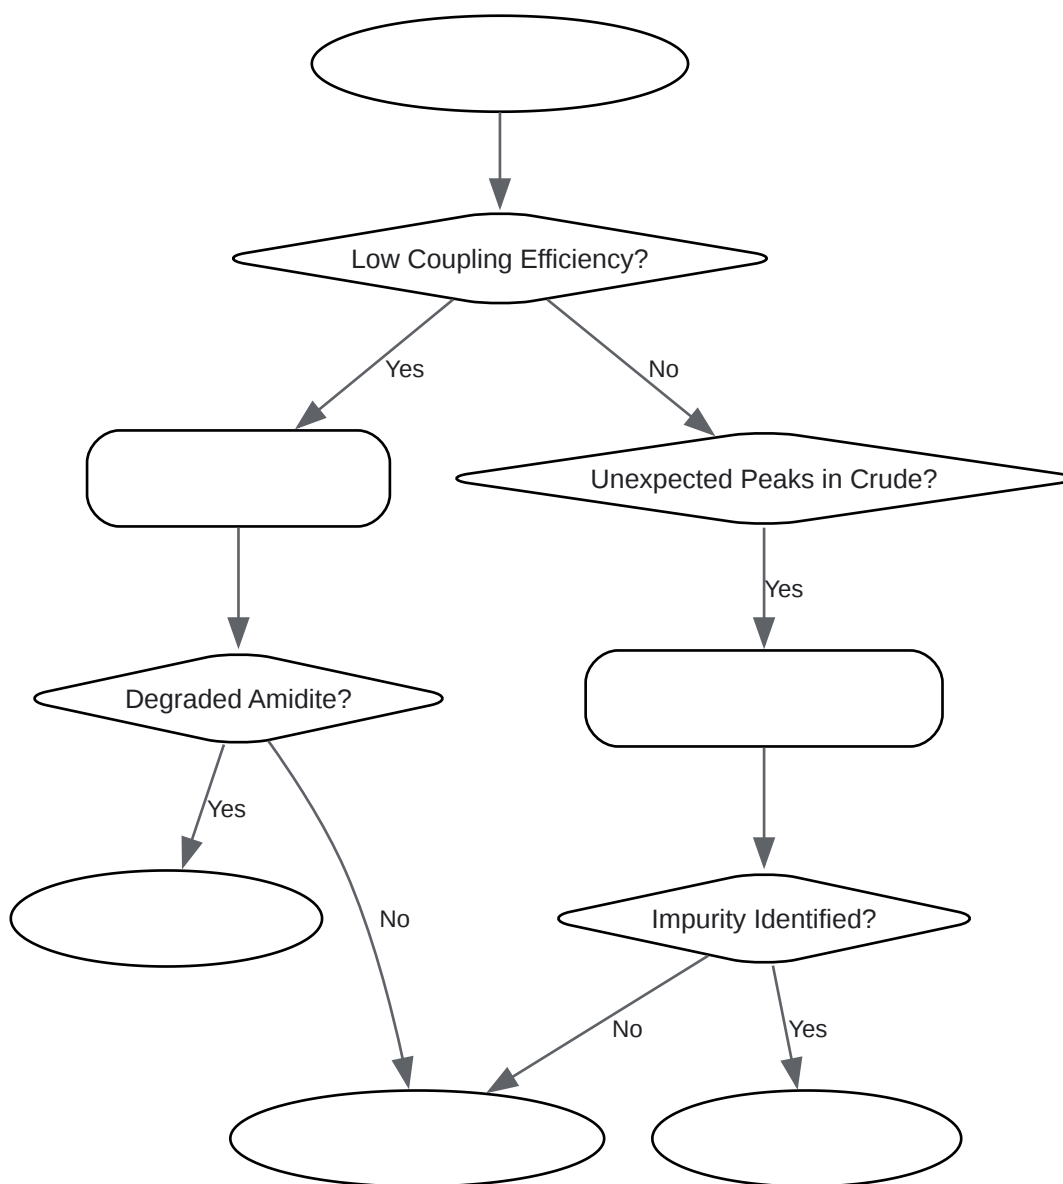 Low Coupling Efficiency?
Yes
No
Unexpected Peaks in Crude?
Yes
Degraded Amidite?
Yes
No
Impurity Identified?
No
Yes